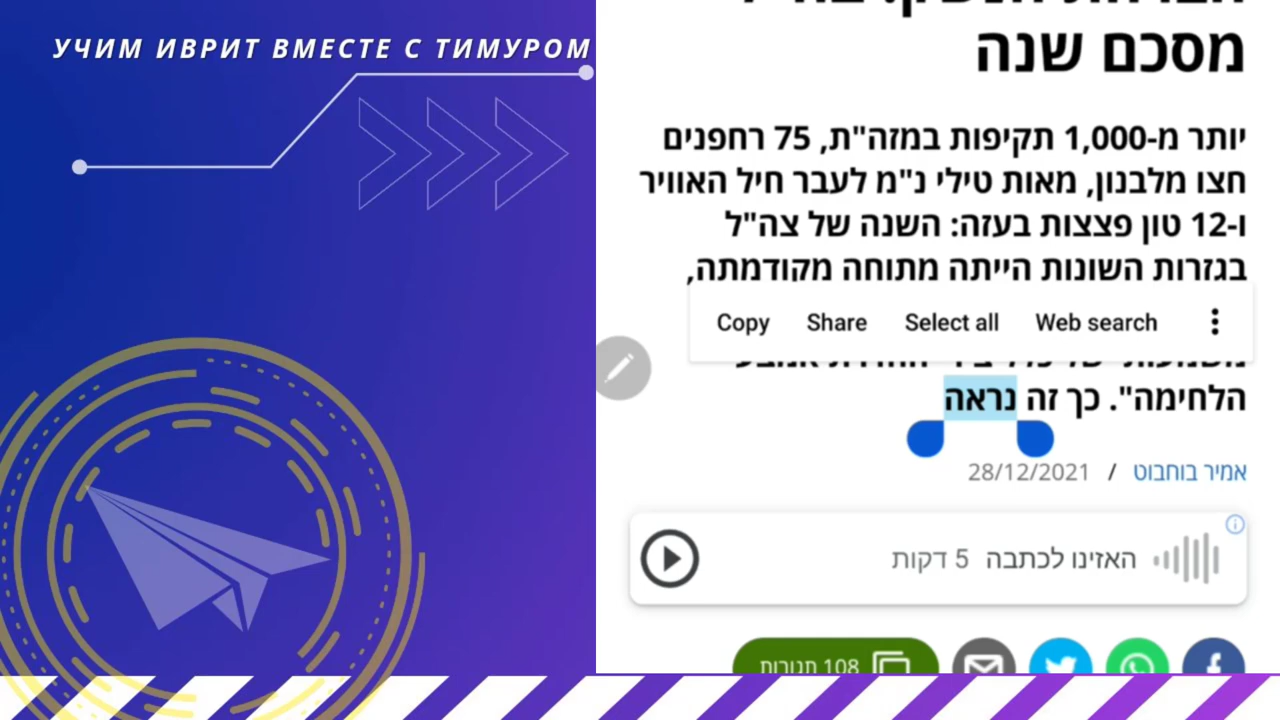 УЧИМ ИВРИТ ВМЕСТЕ С ТИМУРОМ
מסכם שנה
יותר מ-1,000 תקיפות במזה"ת, 75 רחפנים
חצו מלבנון, מאות טילי נ"מ לעבר חיל האוויר
ו-12 טון פצצות בעזה: השנה של צה"ל
בגזרות השונות הייתה מתוחה מקודמתה,
Copy Share Select all Web search
הלחימה". כך זה נראה
אמיר בוחבוט / 28/12/2021
האזינו לכתבה 5 דקות
108 תגובות